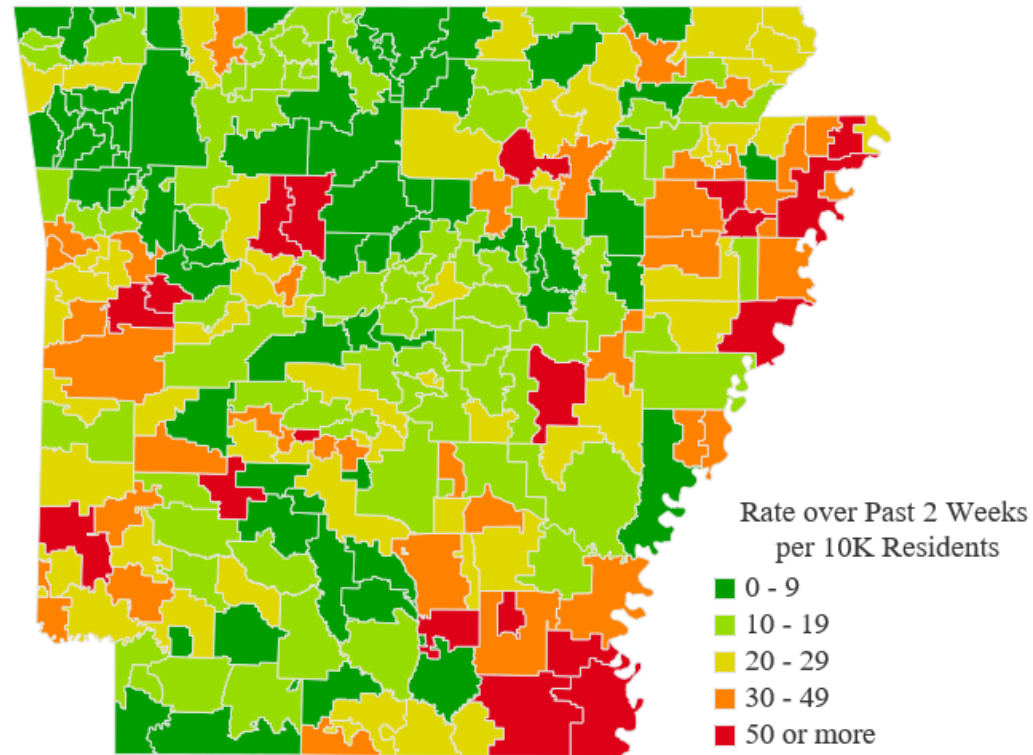 Rate over Past 2 Weeks
per 10K Residents
0 - 9
10 - 19
20 - 29
30 - 49
50 or more